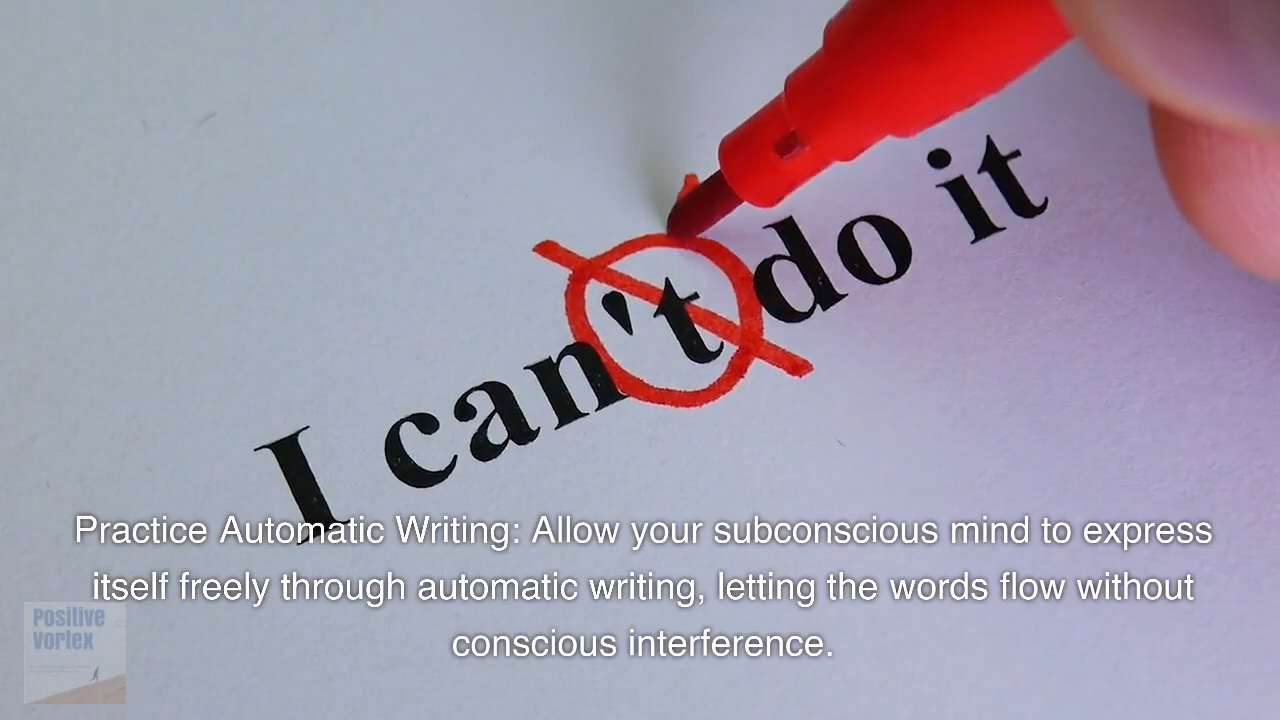 I can't do it
Practice Automatic Writing: Allow your subconscious mind to express
itself freely through automatic writing, letting the words flow without
conscious interference.
Positive
Vortex